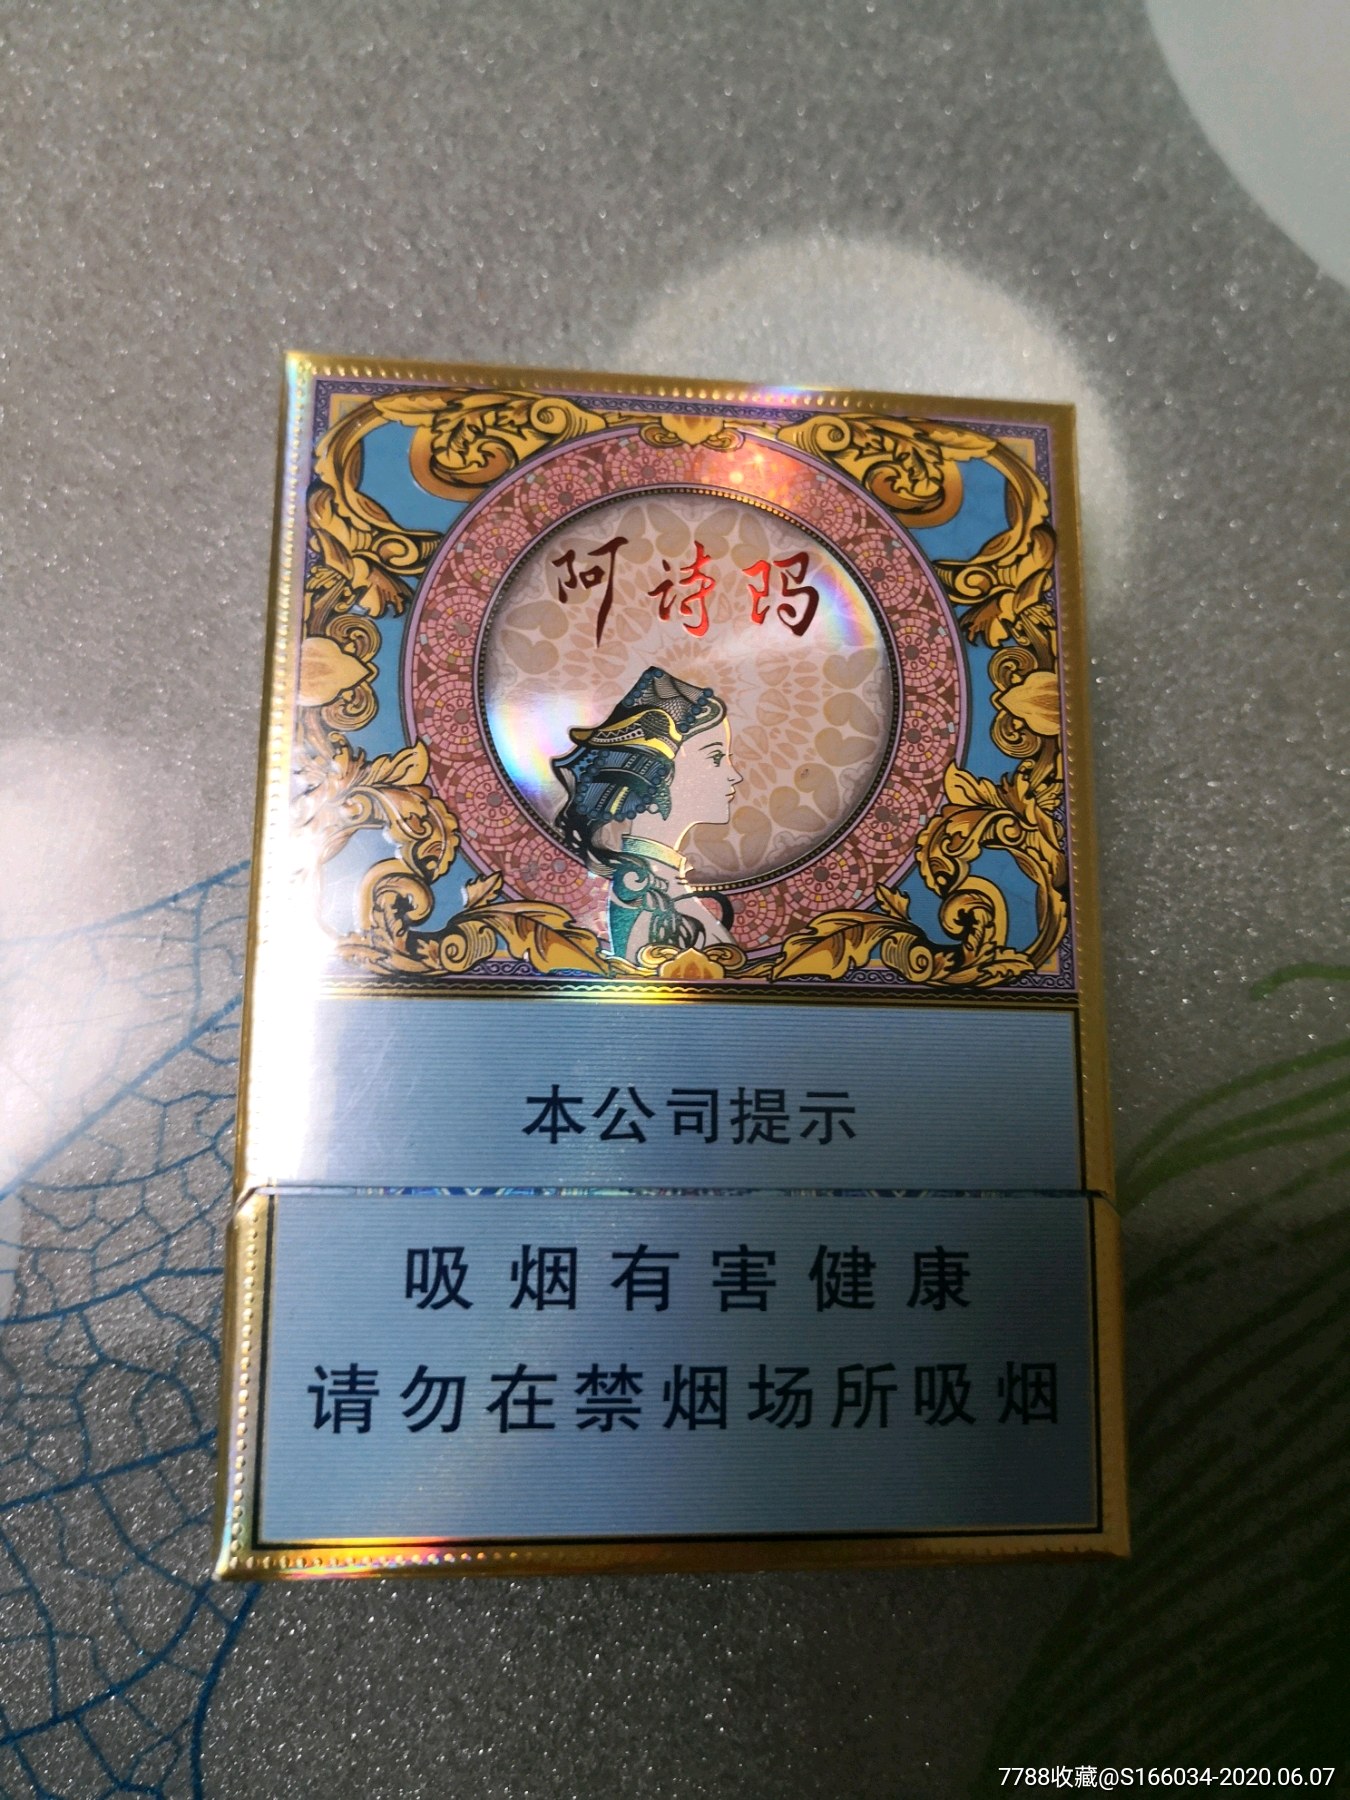 阿诗玛
本公司提示
吸烟有害健康
请勿在禁烟场所吸烟
7788收藏@S166034-2020.06.07